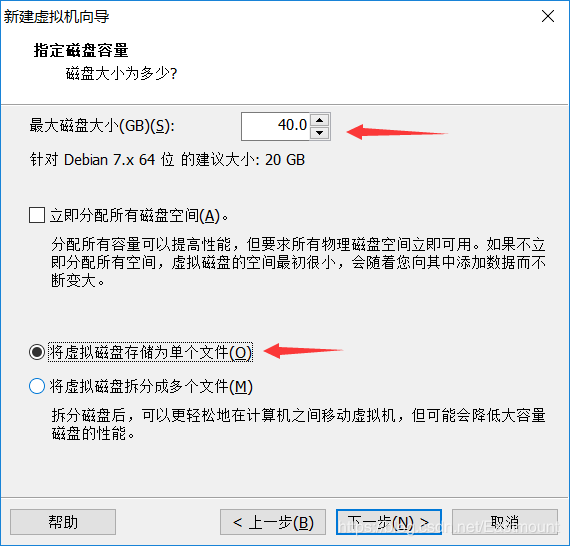 新建虚拟机向导
指定磁盘容量
磁盘大小为多少?
最大磁盘大小(GB)(S): 40.0
针对 Debian 7.x 64 位 的建议大小: 20 GB
立即分配所有磁盘空间(A)。
分配所有容量可以提高性能，但要求所有物理磁盘空间立即可用。如果不立
即分配所有空间，虚拟磁盘的空间最初很小，会随着您向其中添加数据而不
断变大。
将虚拟磁盘存储为单个文件(O)
将虚拟磁盘拆分成多个文件(M)
拆分磁盘后，可以更轻松地在计算机之间移动虚拟机，但可能会降低大容量
磁盘的性能。
帮助 < 上一步(B) 下一步(N) > 取消
https://blog.csdn.net/Eastmount